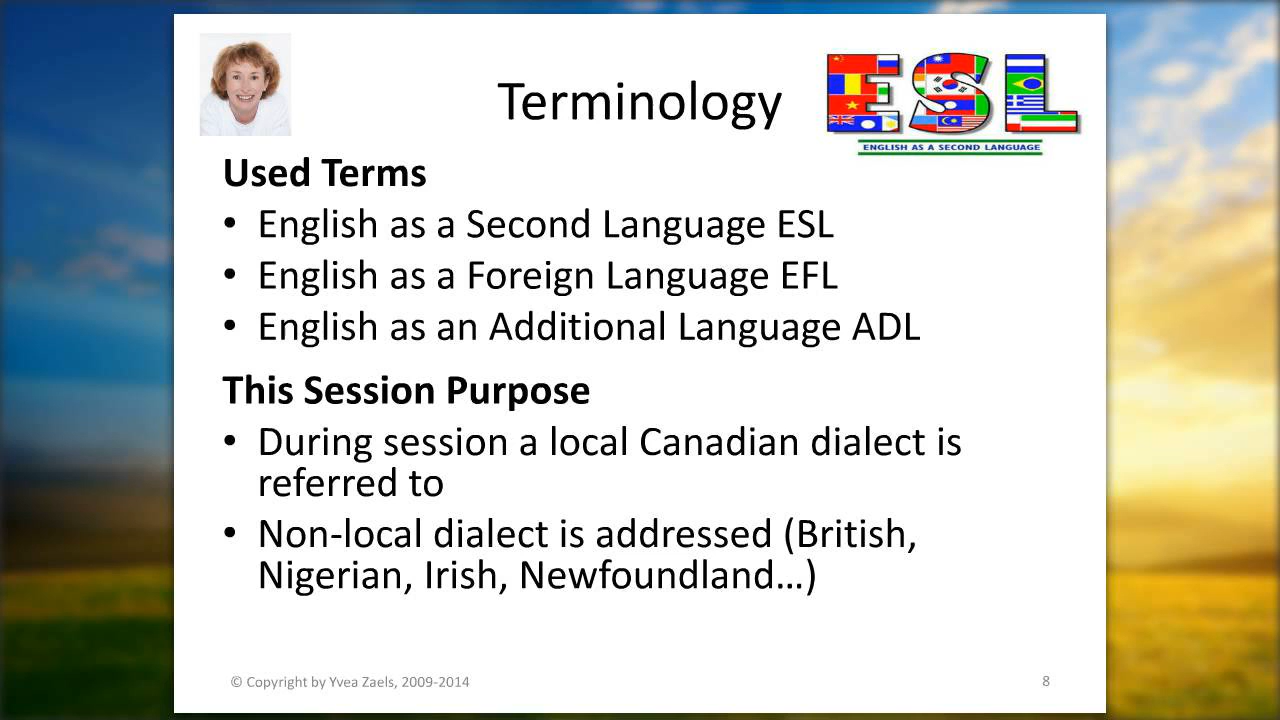 Terminology
ESL
ENGLISH AS A SECOND LANGUAGE
Used Terms
• English as a Second Language ESL
• English as a Foreign Language EFL
• English as an Additional Language ADL
This Session Purpose
• During session a local Canadian dialect is
referred to
• Non-local dialect is addressed (British,
Nigerian, Irish, Newfoundland…)
© Copyright by Yvea Zaels, 2009-2014
8